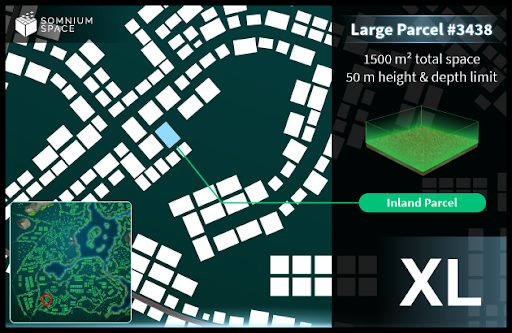 SOMNIUM
SPACE
Large Parcel #3438
1500 m² total space
50 m height & depth limit
Inland Parcel
XL